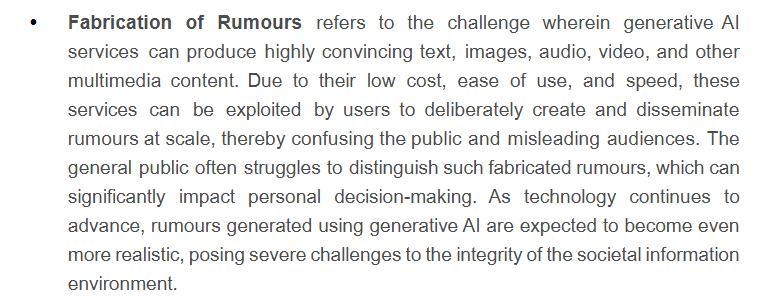 • Fabrication of Rumours refers to the challenge wherein generative AI
services can produce highly convincing text, images, audio, video, and other
multimedia content. Due to their low cost, ease of use, and speed, these
services can be exploited by users to deliberately create and disseminate
rumours at scale, thereby confusing the public and misleading audiences. The
general public often struggles to distinguish such fabricated rumours, which can
significantly impact personal decision-making. As technology continues to
advance, rumours generated using generative AI are expected to become even
more realistic, posing severe challenges to the integrity of the societal information
environment.